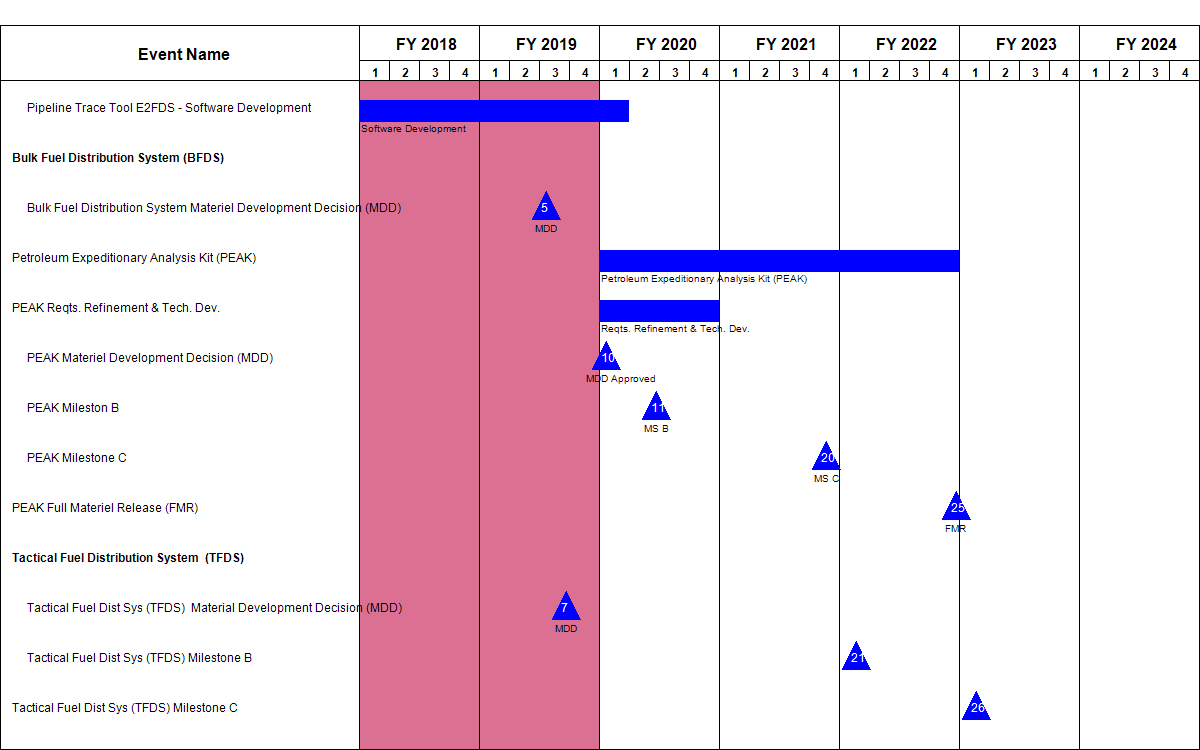 Event Name
FY 2018 FY 2019 FY 2020 FY 2021 FY 2022 FY 2023 FY 2024
1 2 3 4 1 2 3 4 1 2 3 4 1 2 3 4 1 2 3 4 1 2 3 4 1 2 3 4
Pipeline Trace Tool E2FDS - Software Development
Software Development
Bulk Fuel Distribution System (BFDS)
Bulk Fuel Distribution System Materiel Development Decision (MDD)
5
MDD
Petroleum Expeditionary Analysis Kit (PEAK)
Petroleum Expeditionary Analysis Kit (PEAK)
PEAK Reqts. Refinement & Tech. Dev.
Reqts. Refinement & Tech. Dev.
PEAK Materiel Development Decision (MDD)
10
MDD Approved
PEAK Mileston B
11
MS B
PEAK Milestone C
20
MS C
PEAK Full Materiel Release (FMR)
25
FMR
Tactical Fuel Distribution System (TFDS)
Tactical Fuel Dist Sys (TFDS) Material Development Decision (MDD)
7
MDD
Tactical Fuel Dist Sys (TFDS) Milestone B
21
Tactical Fuel Dist Sys (TFDS) Milestone C
26